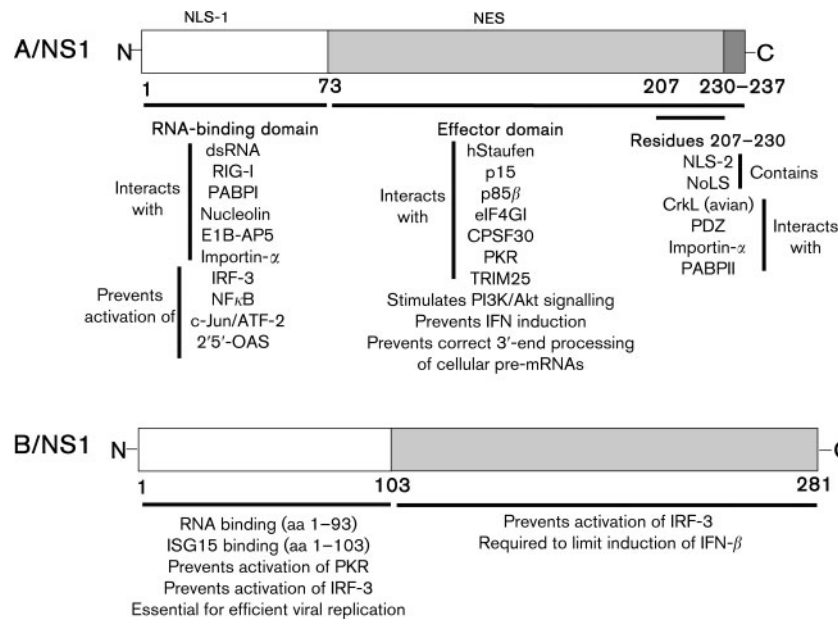 NLS-1 NES
A/NS1 N C
1 73 207 230–237
RNA-binding domain
dsRNA
RIG-I
PABPI
Nucleolin
E1B-AP5
Importin-α
Interacts
with
IRF-3
NFκB
c-Jun/ATF-2
2′5′-OAS
Prevents
activation of
Effector domain
hStaufen
p15
p85β
eIF4GI
CPSF30
PKR
TRIM25
Interacts
with
Stimulates PI3K/Akt signalling
Prevents IFN induction
Prevents correct 3′-end processing
of cellular pre-mRNAs
Residues 207–230
NLS-2
NoLS
Contains
CrkL (avian)
PDZ
Importin-α
PABPII
Interacts
with
B/NS1 N
1 103 281
RNA binding (aa 1–93)
ISG15 binding (aa 1–103)
Prevents activation of PKR
Prevents activation of IRF-3
Essential for efficient viral replication
Prevents activation of IRF-3
Required to limit induction of IFN-β